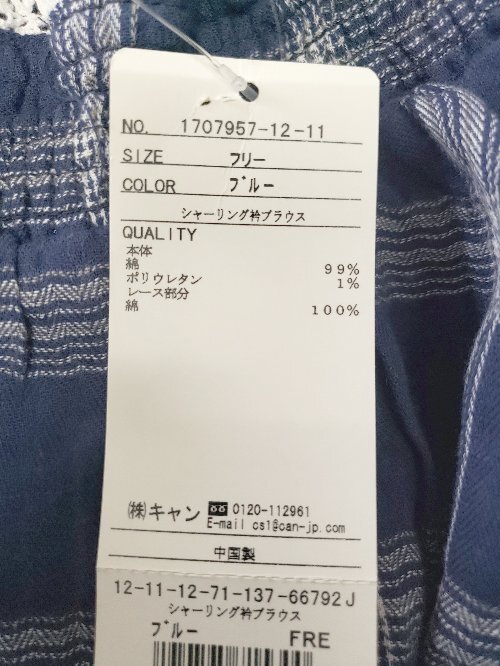 NO. 1707957-12-11
SIZE フリー
COLOR ブルー
シャーリング衿ブラウス
QUALITY
本体
綿 99%
ポリウレタン 1%
レース部分
綿 100%
㈱キャン 0120-112961
E-mail cs1@can-jp.com
中国製
12-11-12-71-137-66792J
シャーリング衿ブラウス
ブルー FRE